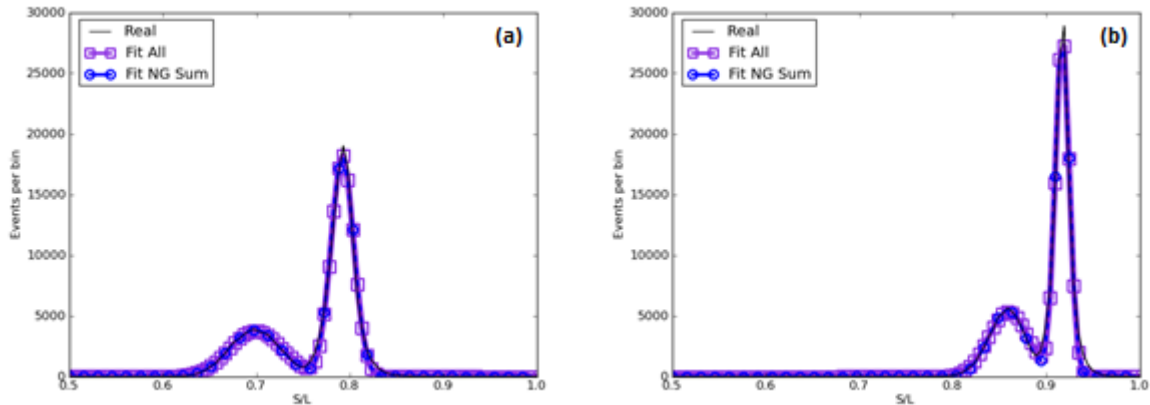 30000
25000
20000
15000
10000
5000
0
Events per bin
0.5 0.6 0.7 0.8 0.9 1.0
S/L
Real
Fit All
Fit NG Sum
(a)
30000
25000
20000
15000
10000
5000
0
Events per bin
0.5 0.6 0.7 0.8 0.9 1.0
S/L
Real
Fit All
Fit NG Sum
(b)